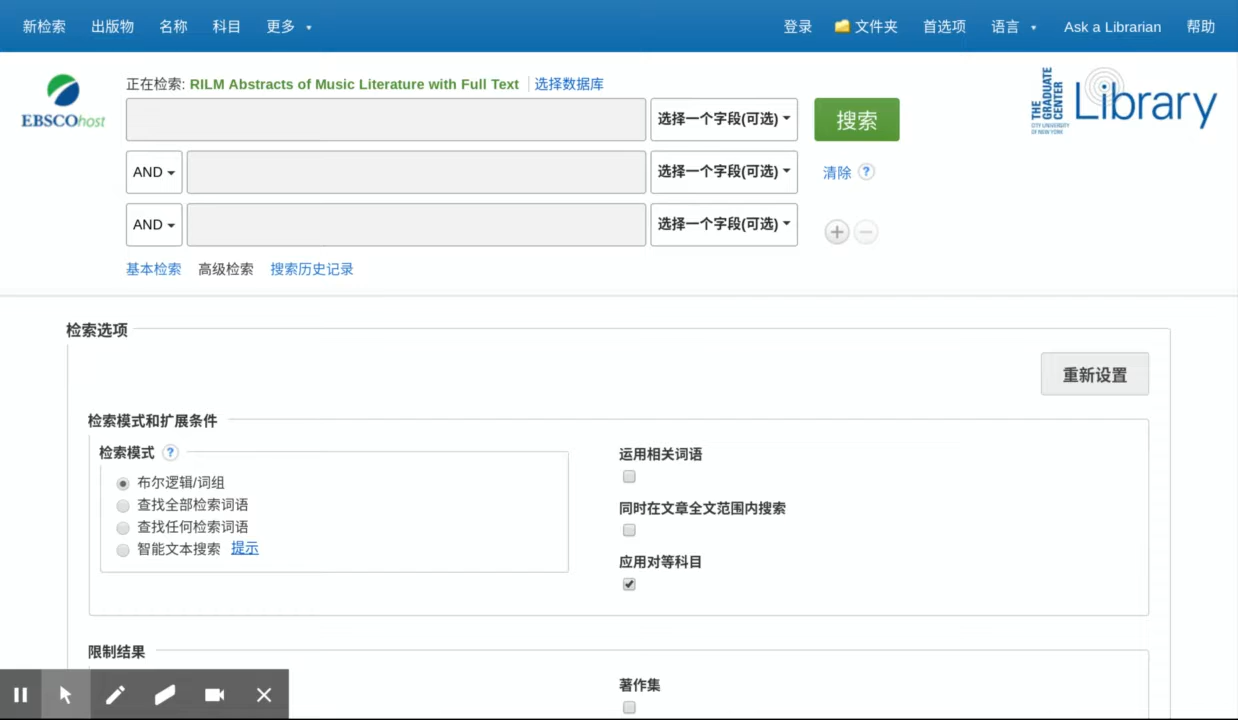 新检索 出版物 名称 科目 更多 登录 文件夹 首选项 语言 Ask a Librarian 帮助
EBSCOhost
正在检索: RILM Abstracts of Music Literature with Full Text 选择数据库
选择一个字段(可选) 搜索
AND 选择一个字段(可选) 清除 ?
AND 选择一个字段(可选)
基本检索 高级检索 搜索历史记录
THE GRADUATE CENTER
CITY UNIVERSITY OF NEW YORK
Library
检索选项
重新设置
检索模式和扩展条件
检索模式 ?
布尔逻辑/词组
查找全部检索词语
查找任何检索词语
智能文本搜索 提示
运用相关词语
同时在文章全文范围内搜索
应用对等科目
限制结果
著作集